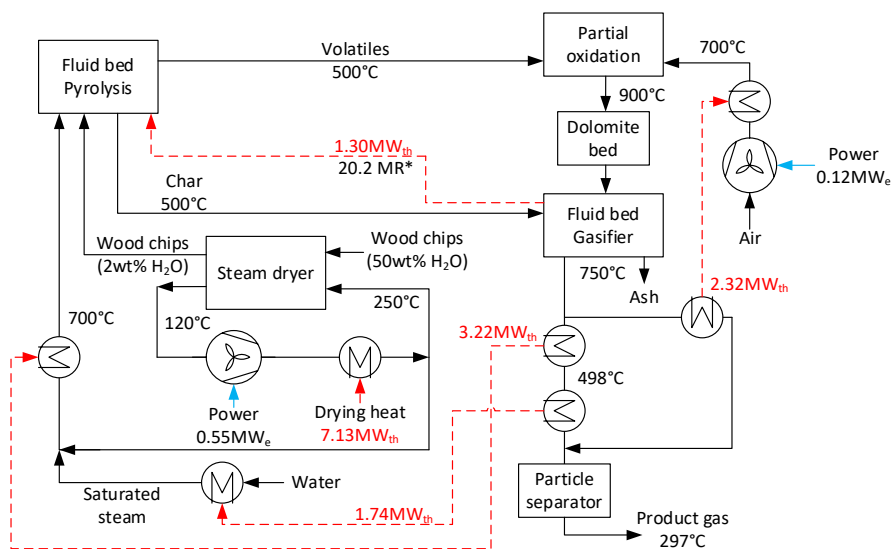 Volatiles
500°C
Fluid bed
Pyrolysis
Partial
oxidation
700°C
900°C
Dolomite
bed
1.30MWth
20.2 MR*
Power
0.12MWe
Char
500°C
Fluid bed
Gasifier
Air
Wood chips
(2wt% H2O)
Steam dryer
Wood chips
(50wt% H2O)
750°C
Ash
2.32MWth
250°C
120°C
700°C
3.22MWth
498°C
Power
0.55MWe
Drying heat
7.13MWth
Saturated
steam
Water
1.74MWth
Particle
separator
Product gas
297°C